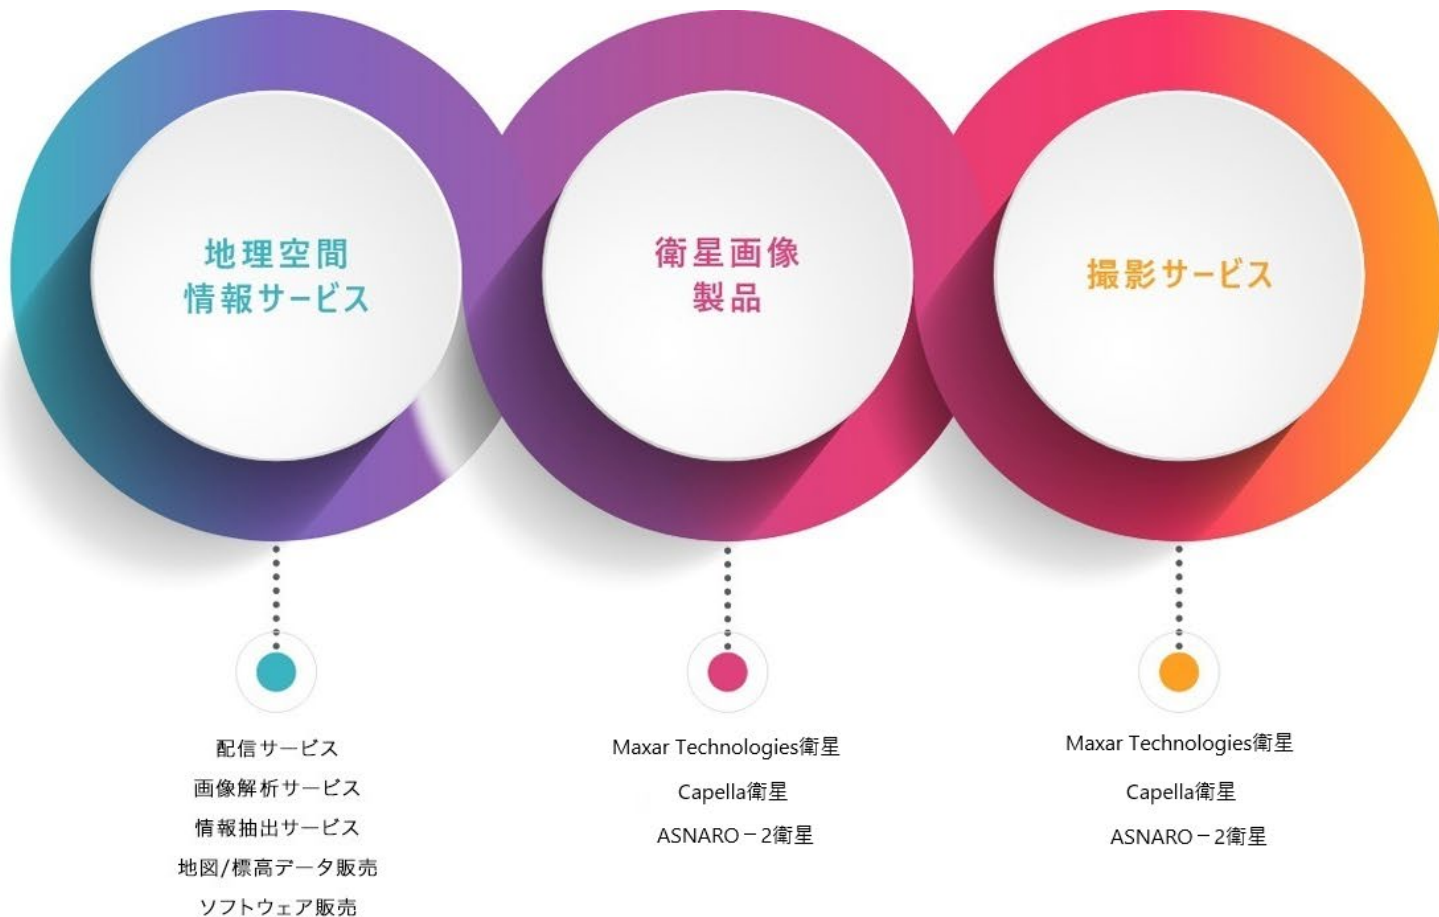 地理空間
情報サービス
衛星画像
製品
撮影サービス
配信サービス
画像解析サービス
情報抽出サービス
地図/標高データ販売
ソフトウェア販売
Maxar Technologies衛星
Capella衛星
ASNARO－2衛星
Maxar Technologies衛星
Capella衛星
ASNARO－2衛星